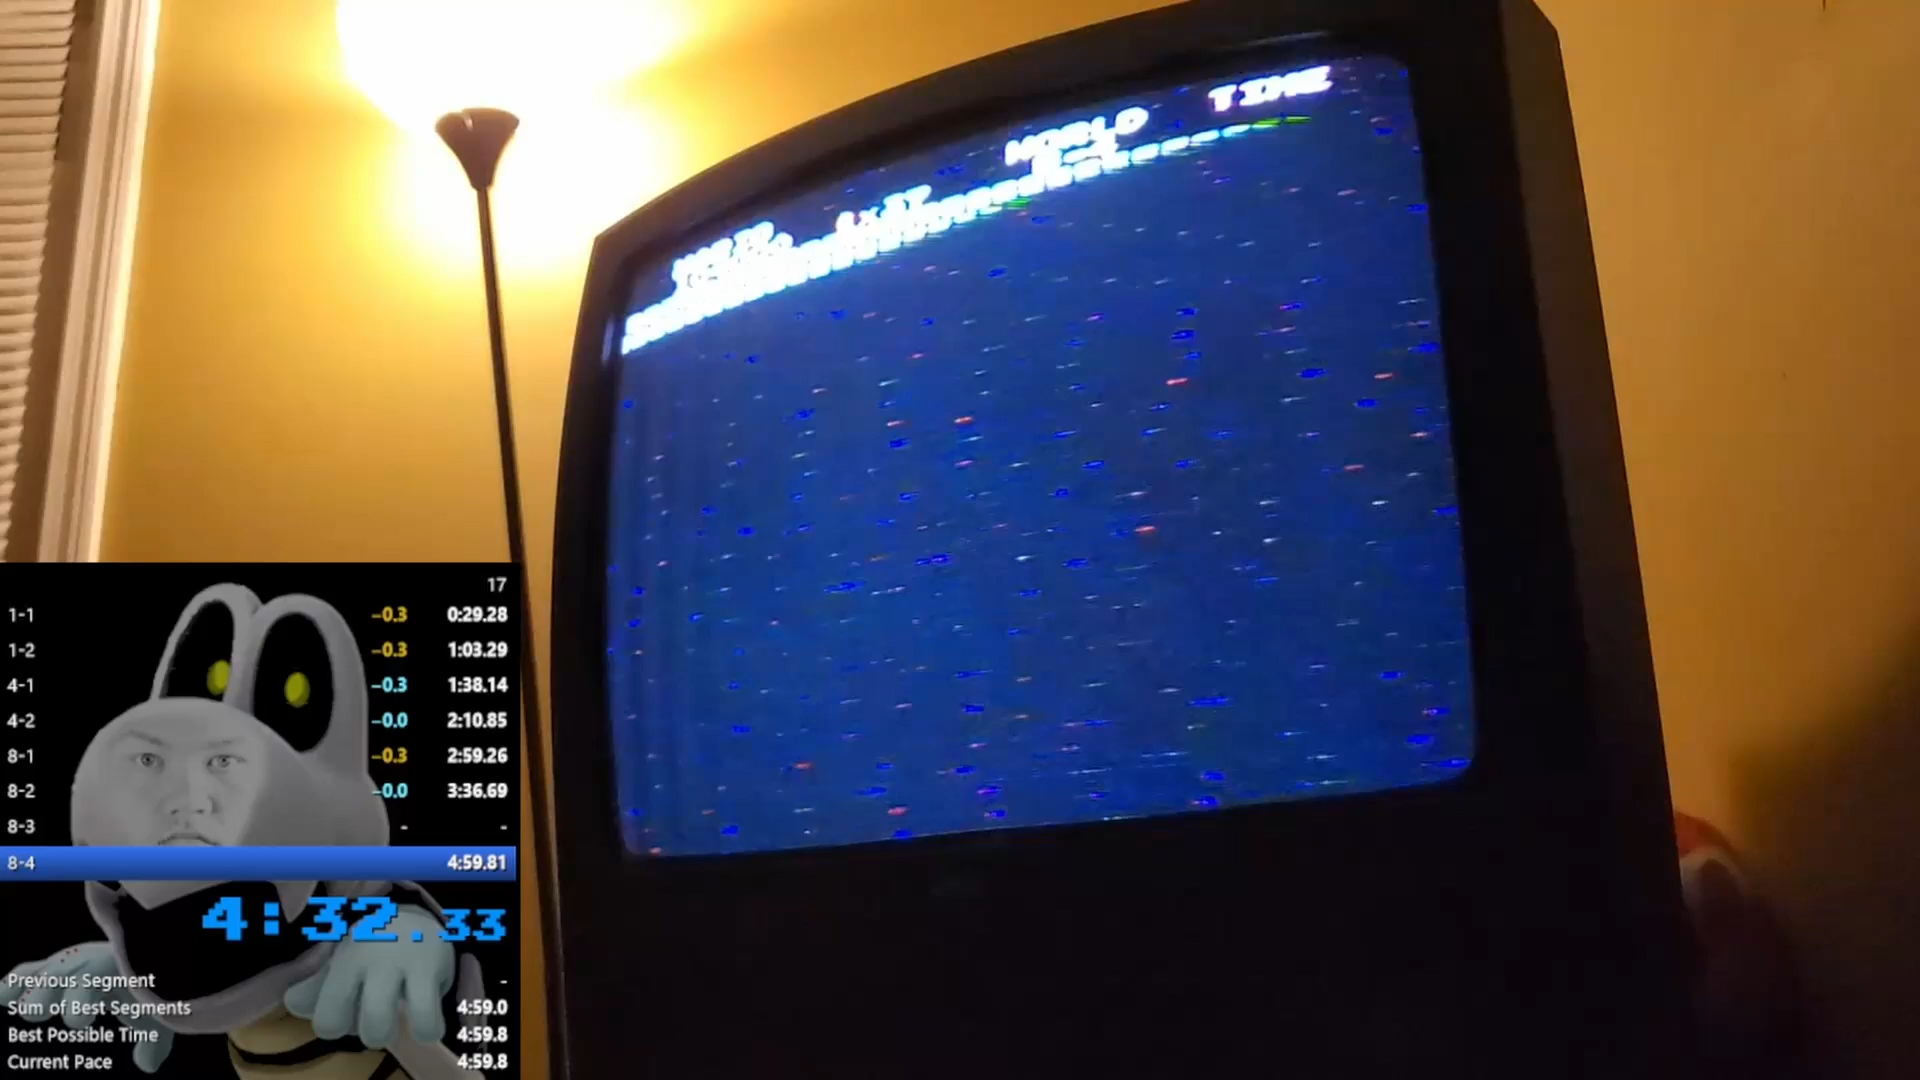 WORLD TIME
17
1-1 −0.3 0:29.28
1-2 −0.3 1:03.29
4-1 −0.3 1:38.14
4-2 −0.0 2:10.85
8-1 −0.3 2:59.26
8-2 −0.0 3:36.69
8-3 - -
8-4 4:59.81
4:32.33
Previous Segment -
Sum of Best Segments 4:59.0
Best Possible Time 4:59.8
Current Pace 4:59.8